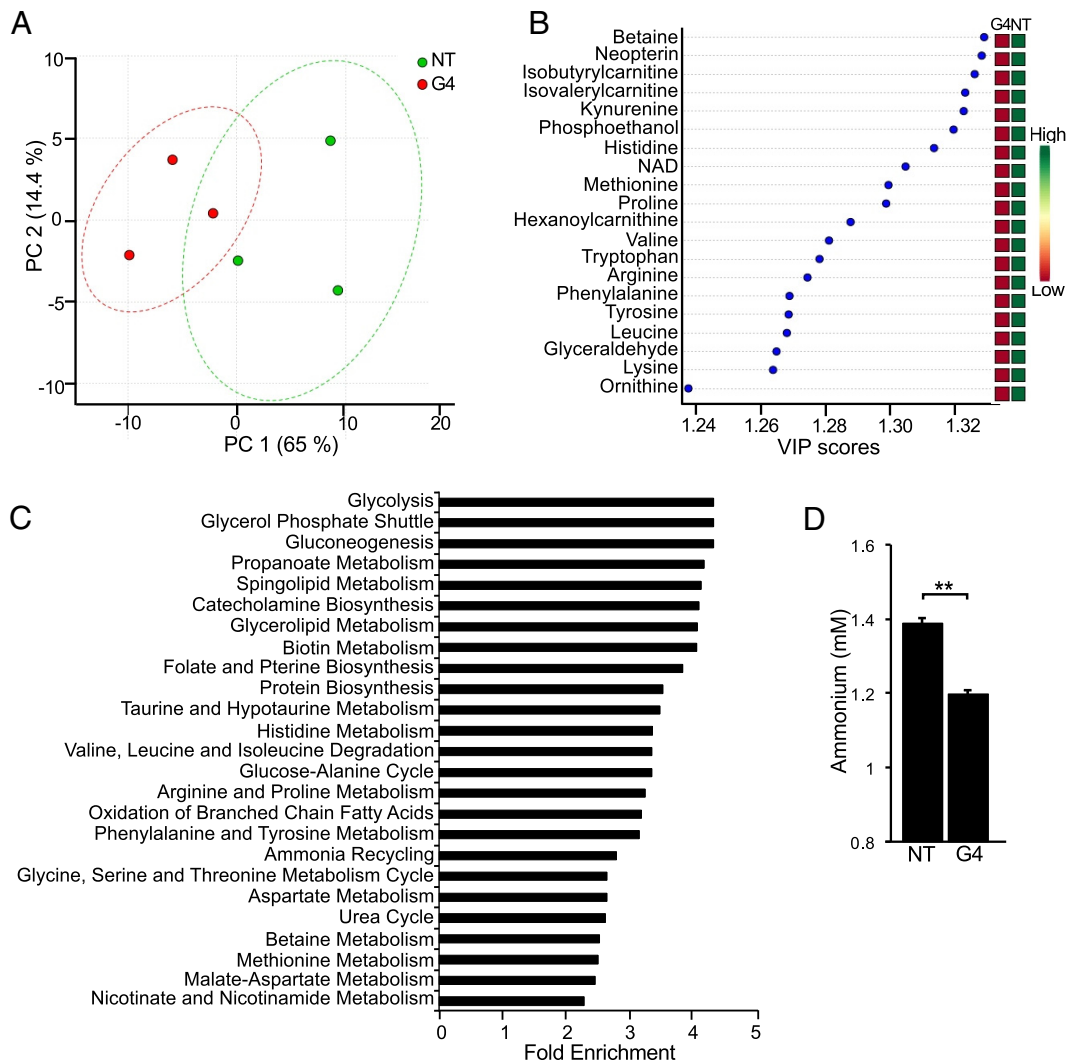 A
10
5
0
-5
-10
-10
0
10
20
PC 2 (14.4 %)
PC 1 (65 %)
NT
G4
B
G4 NT
Betaine
Neopterin
Isobutyrylcarnitine
Isovalerylcarnitine
Kynurenine
Phosphoethanol
Histidine
NAD
Methionine
Proline
Hexanoylcarnithine
Valine
Tryptophan
Arginine
Phenylalanine
Tyrosine
Leucine
Glyceraldehyde
Lysine
Ornithine
1.24
1.26
1.28
1.30
1.32
VIP scores
High
Low
C
Glycolysis
Glycerol Phosphate Shuttle
Gluconeogenesis
Propanoate Metabolism
Spingolipid Metabolism
Catecholamine Biosynthesis
Glycerolipid Metabolism
Biotin Metabolism
Folate and Pterine Biosynthesis
Protein Biosynthesis
Taurine and Hypotaurine Metabolism
Histidine Metabolism
Valine, Leucine and Isoleucine Degradation
Glucose-Alanine Cycle
Arginine and Proline Metabolism
Oxidation of Branched Chain Fatty Acids
Phenylalanine and Tyrosine Metabolism
Ammonia Recycling
Glycine, Serine and Threonine Metabolism Cycle
Aspartate Metabolism
Urea Cycle
Betaine Metabolism
Methionine Metabolism
Malate-Aspartate Metabolism
Nicotinate and Nicotinamide Metabolism
0
1
2
3
4
5
Fold Enrichment
D
1.6
1.4
1.2
1
0.8
Ammonium (mM)
**
NT
G4